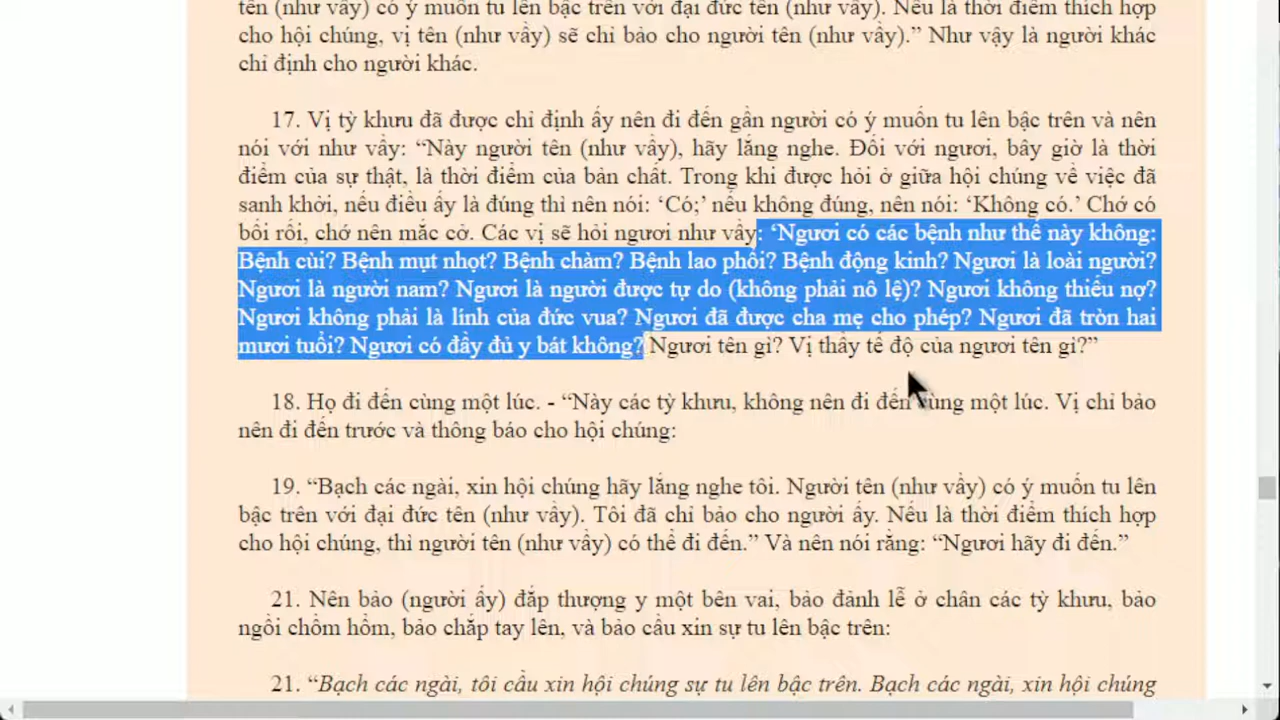 tên (như vầy) có ý muốn tu lên bậc trên với đại đức tên (như vầy). Nếu là thời điểm thích hợp
cho hội chúng, vị tên (như vầy) sẽ chỉ bảo cho người tên (như vầy).” Như vậy là người khác
chỉ định cho người khác.
17. Vị tỳ khưu đã được chỉ định ấy nên đi đến gần người có ý muốn tu lên bậc trên và nên
nói với như vầy: “Này người tên (như vầy), hãy lắng nghe. Đối với ngươi, bây giờ là thời
điểm của sự thật, là thời điểm của bản chất. Trong khi được hỏi ở giữa hội chúng về việc đã
sanh khởi, nếu điều ấy là đúng thì nên nói: ‘Có;’ nếu không đúng, nên nói: ‘Không có.’ Chớ có
bối rối, chớ nên mắc cỡ. Các vị sẽ hỏi ngươi như vầy: ‘Ngươi có các bệnh như thế này không:
Bệnh cùi? Bệnh mụt nhọt? Bệnh chàm? Bệnh lao phổi? Bệnh động kinh? Ngươi là loài người?
Ngươi là người nam? Ngươi là người được tự do (không phải nô lệ)? Ngươi không thiếu nợ?
Ngươi không phải là lính của đức vua? Ngươi đã được cha mẹ cho phép? Ngươi đã tròn hai
mươi tuổi? Ngươi có đầy đủ y bát không? Ngươi tên gì? Vị thầy tế độ của ngươi tên gì?”
18. Họ đi đến cùng một lúc. - “Này các tỳ khưu, không nên đi đến cùng một lúc. Vị chỉ bảo
nên đi đến trước và thông báo cho hội chúng:
19. “Bạch các ngài, xin hội chúng hãy lắng nghe tôi. Người tên (như vầy) có ý muốn tu lên
bậc trên với đại đức tên (như vầy). Tôi đã chỉ bảo cho người ấy. Nếu là thời điểm thích hợp
cho hội chúng, thì người tên (như vầy) có thể đi đến.” Và nên nói rằng: “Ngươi hãy đi đến.”
21. Nên bảo (người ấy) đắp thượng y một bên vai, bảo đảnh lễ ở chân các tỳ khưu, bảo
ngồi chồm hổm, bảo chắp tay lên, và bảo cầu xin sự tu lên bậc trên:
21. “Bạch các ngài, tôi cầu xin hội chúng sự tu lên bậc trên. Bạch các ngài, xin hội chúng